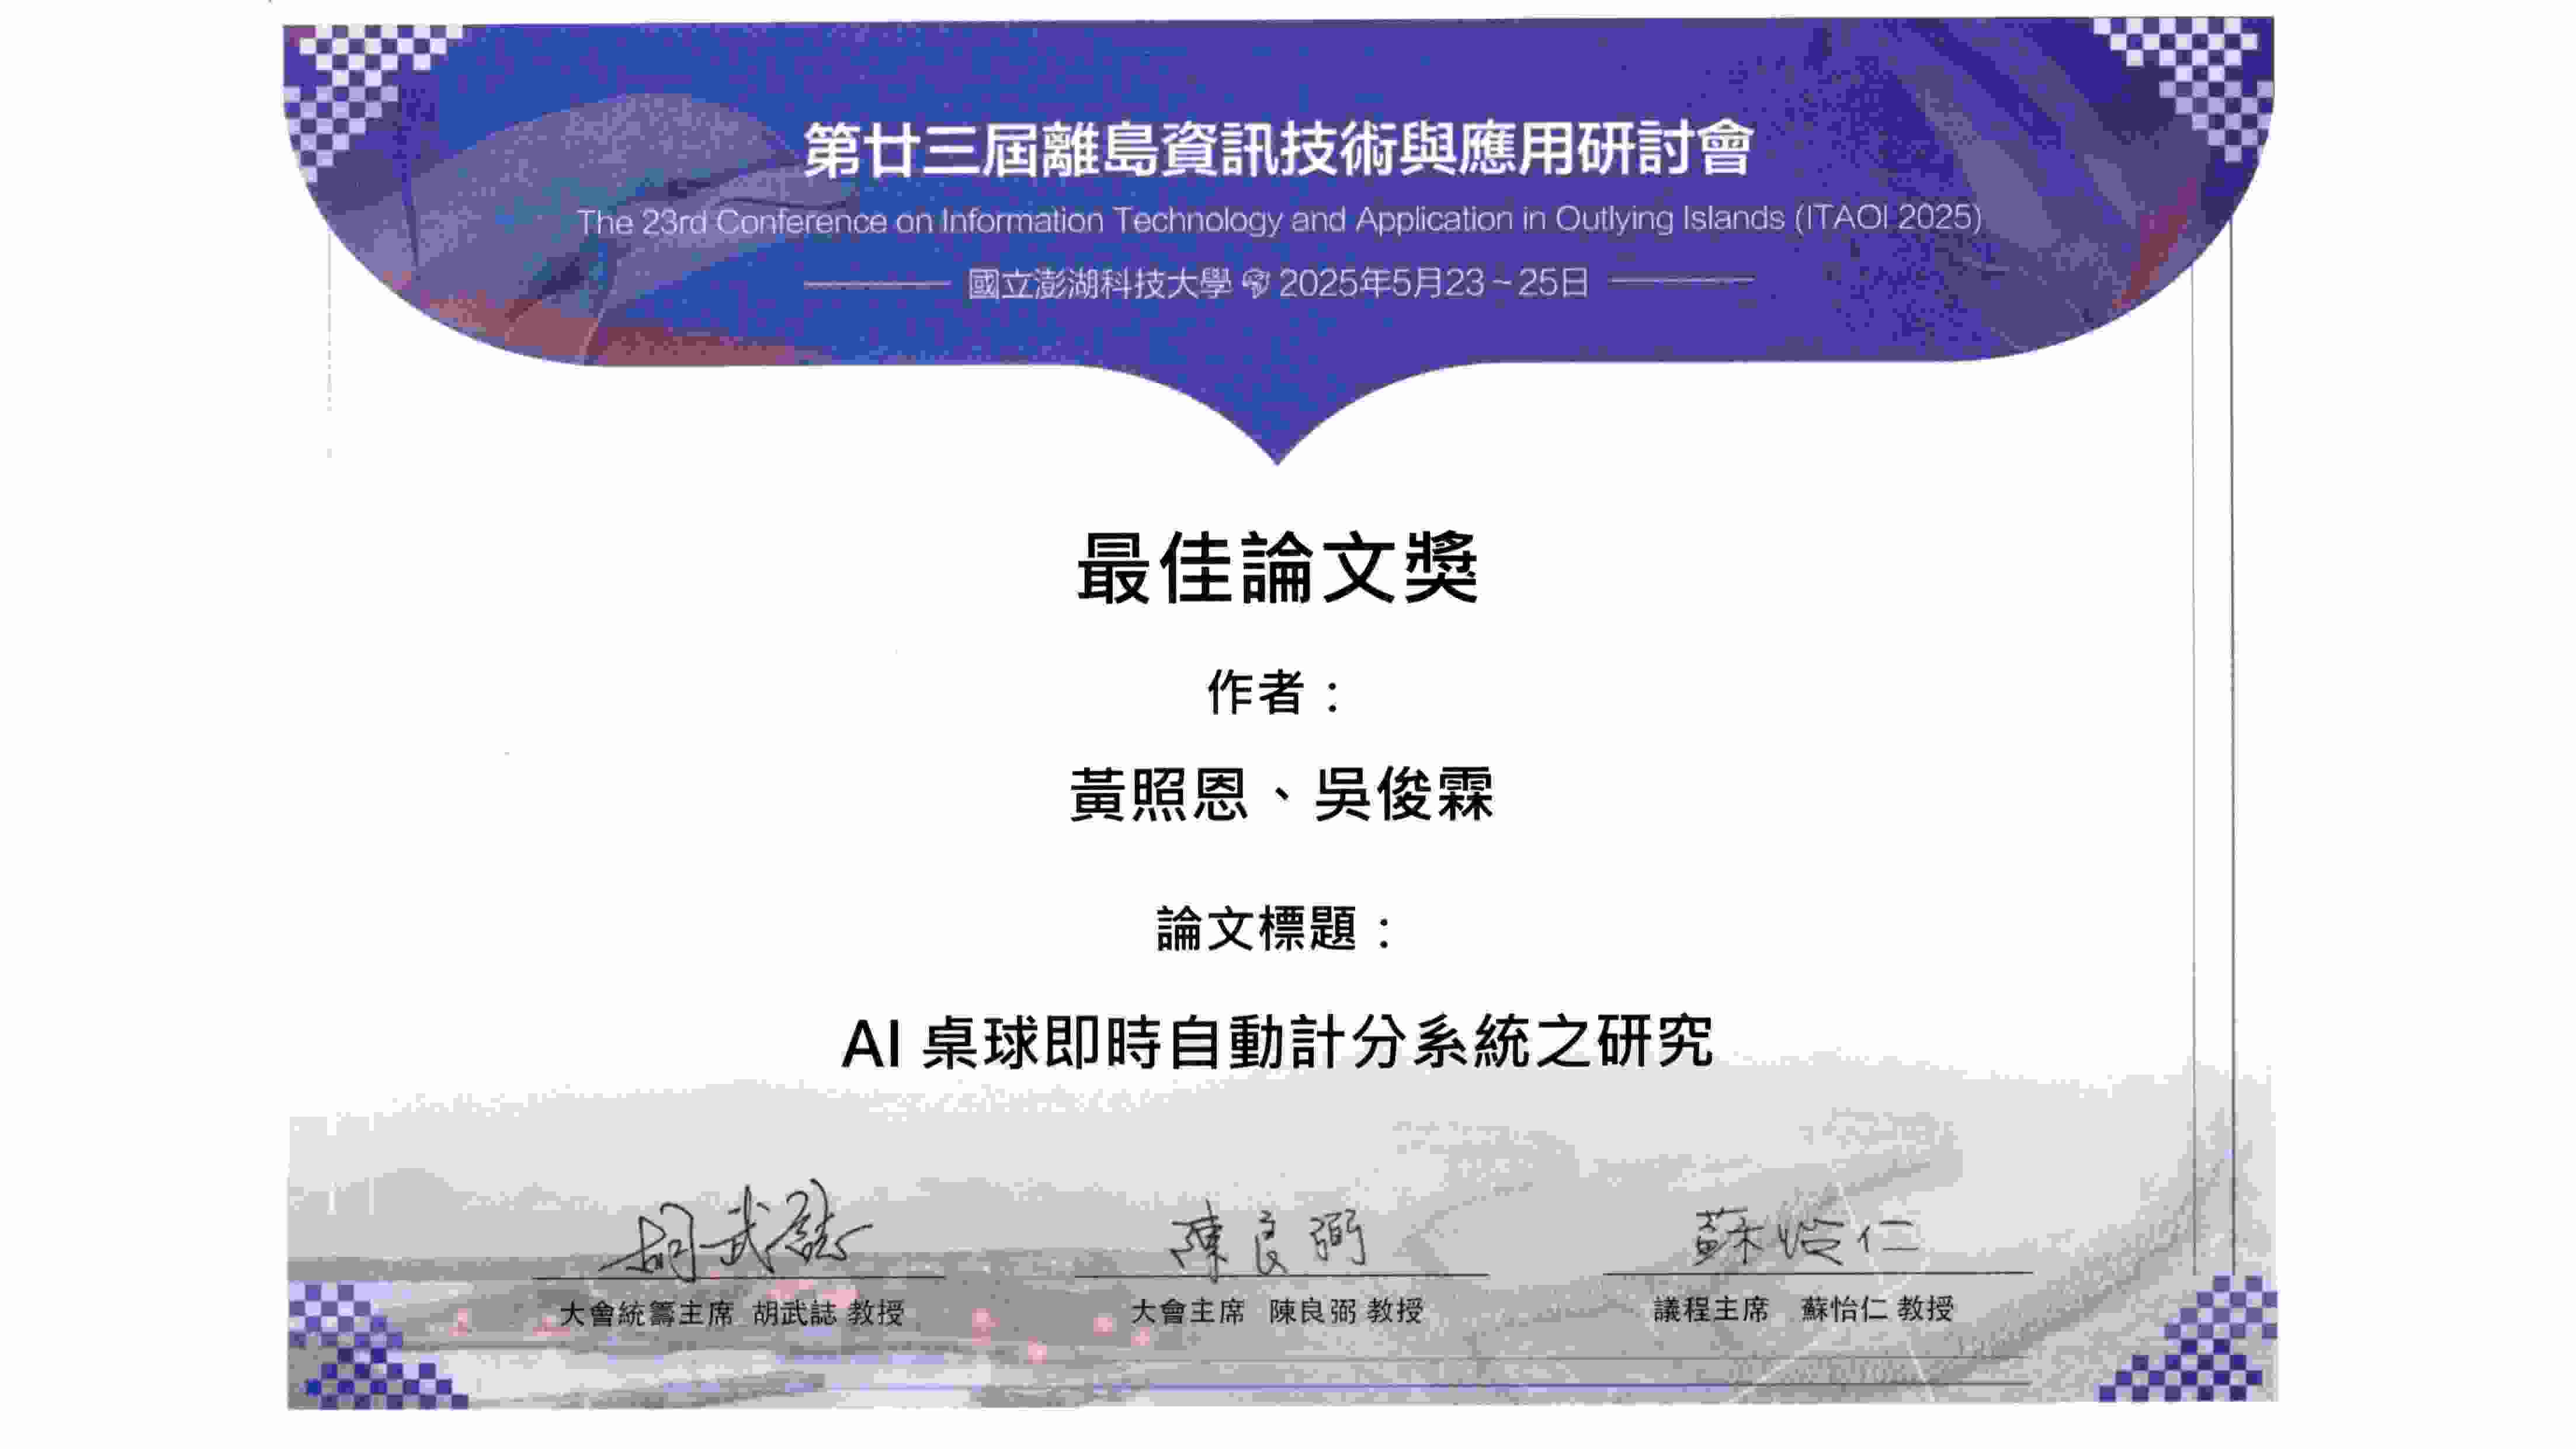 第廿三屆離島資訊技術與應用研討會
The 23rd Conference on Information Technology and Application in Outlying Islands (ITAOI 2025)
國立澎湖科技大學 2025年5月23~25日
最佳論文獎
作者：
黃照恩、吳俊霖
論文標題：
AI 桌球即時自動計分系統之研究
胡武誌 陳良弼 蘇怡仁
大會統籌主席 胡武誌 教授 大會主席 陳良弼 教授 議程主席 蘇怡仁 教授